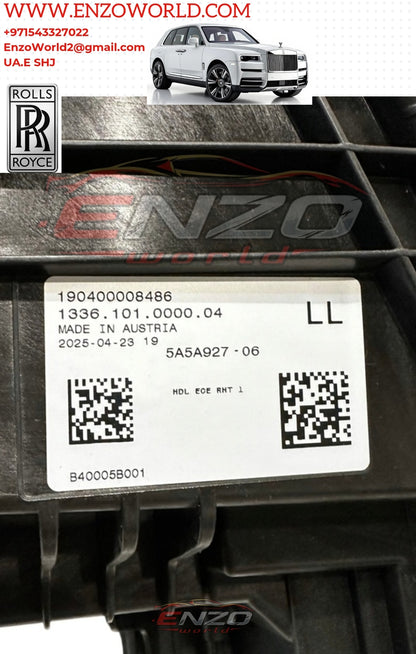 WWW.ENZOWORLD.COM
+971543327022
EnzoWorld2@gmail.com
UA.E SHJ
ROLLS
RR
ROYCE
ENZO
world
190400008486
1336.101.0000.04
LL
MADE IN AUSTRIA
2025-04-23 19
5A5A927-06
HDL ECE RHT 1
B40005B001
ENZO
world